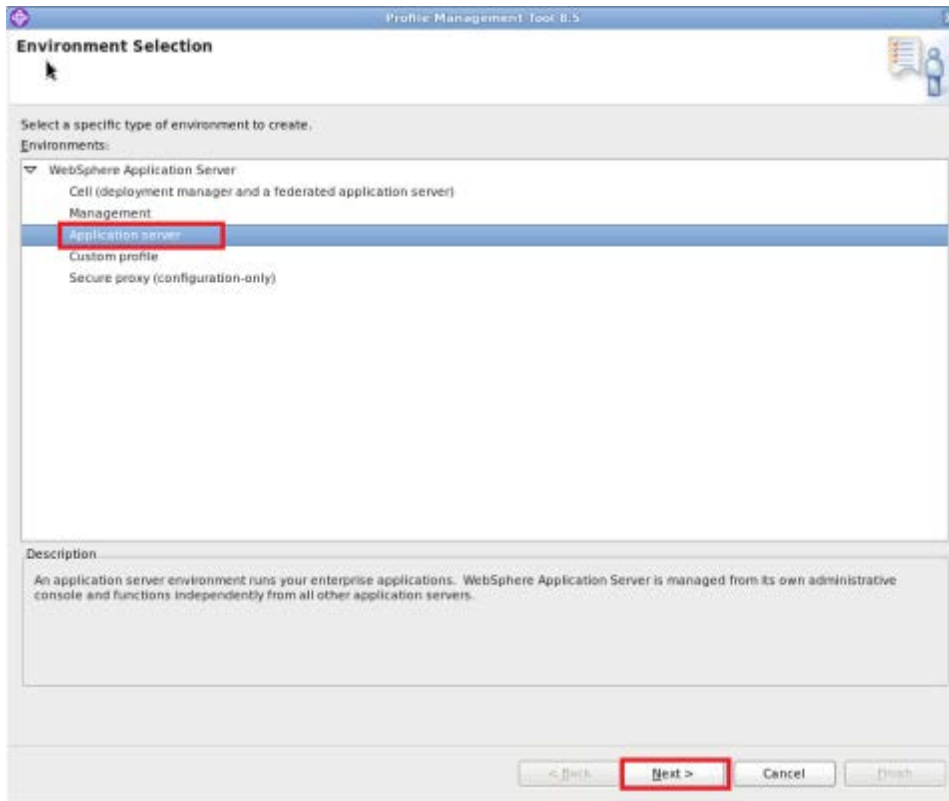 Profile Management Tool 8.5
Environment Selection
Select a specific type of environment to create.
Environments:
WebSphere Application Server
Cell (deployment manager and a federated application server)
Management
Application server
Custom profile
Secure proxy (configuration-only)
Description
An application server environment runs your enterprise applications. WebSphere Application Server is managed from its own administrative
console and functions independently from all other application servers.
< Back Next > Cancel Finish